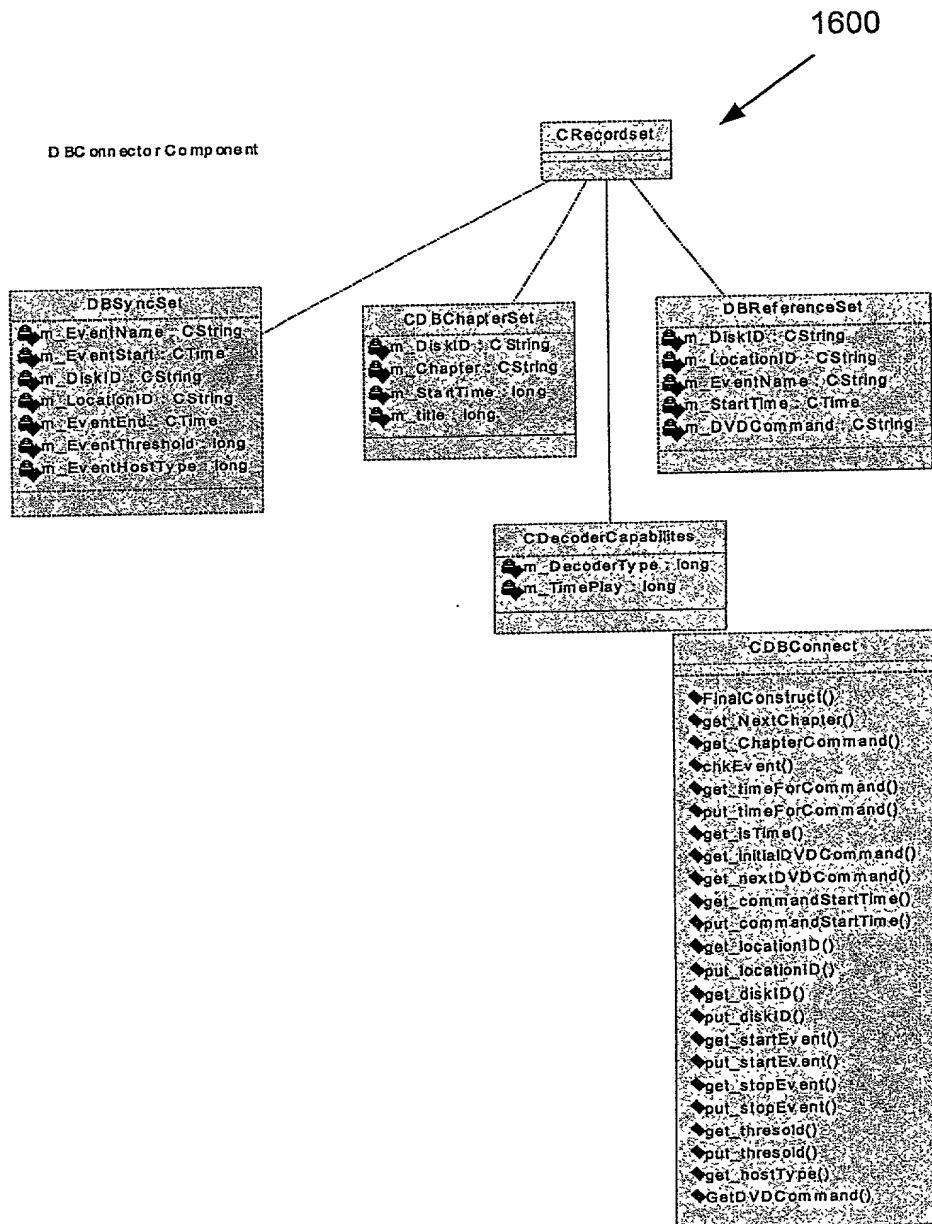 1600
DBConnectorComponent
CRecordset
DBSyncSet
m_EventName : CString
m_EventStart : CTime
m_DiskID : CString
m_LocationID : CString
m_EventEnd : CTime
m_EventThreshold : long
m_EventHostType : long
CDBChapterSet
m_DiskID : CString
m_Chapter : CString
m_StartTime : long
m_title : long
DBReferenceSet
m_DiskID : CString
m_LocationID : CString
m_EventName : CString
m_StartTime : CTime
m_DVDCommand : CString
CDecoderCapabilites
m_DecoderType : long
m_TimePlay : long
CDBConnect
FinalConstruct()
get_NextChapter()
get_ChapterCommand()
chkEvent()
get_timeForCommand()
put_timeForCommand()
get_isTime()
get_initialDVDCommand()
get_nextDVDCommand()
get_commandStartTime()
put_commandStartTime()
get_locationID()
put_locationID()
get_diskID()
put_diskID()
get_startEvent()
put_startEvent()
get_stopEvent()
put_stopEvent()
get_thresold()
put_thresold()
get_hostType()
GetDVDCommand()